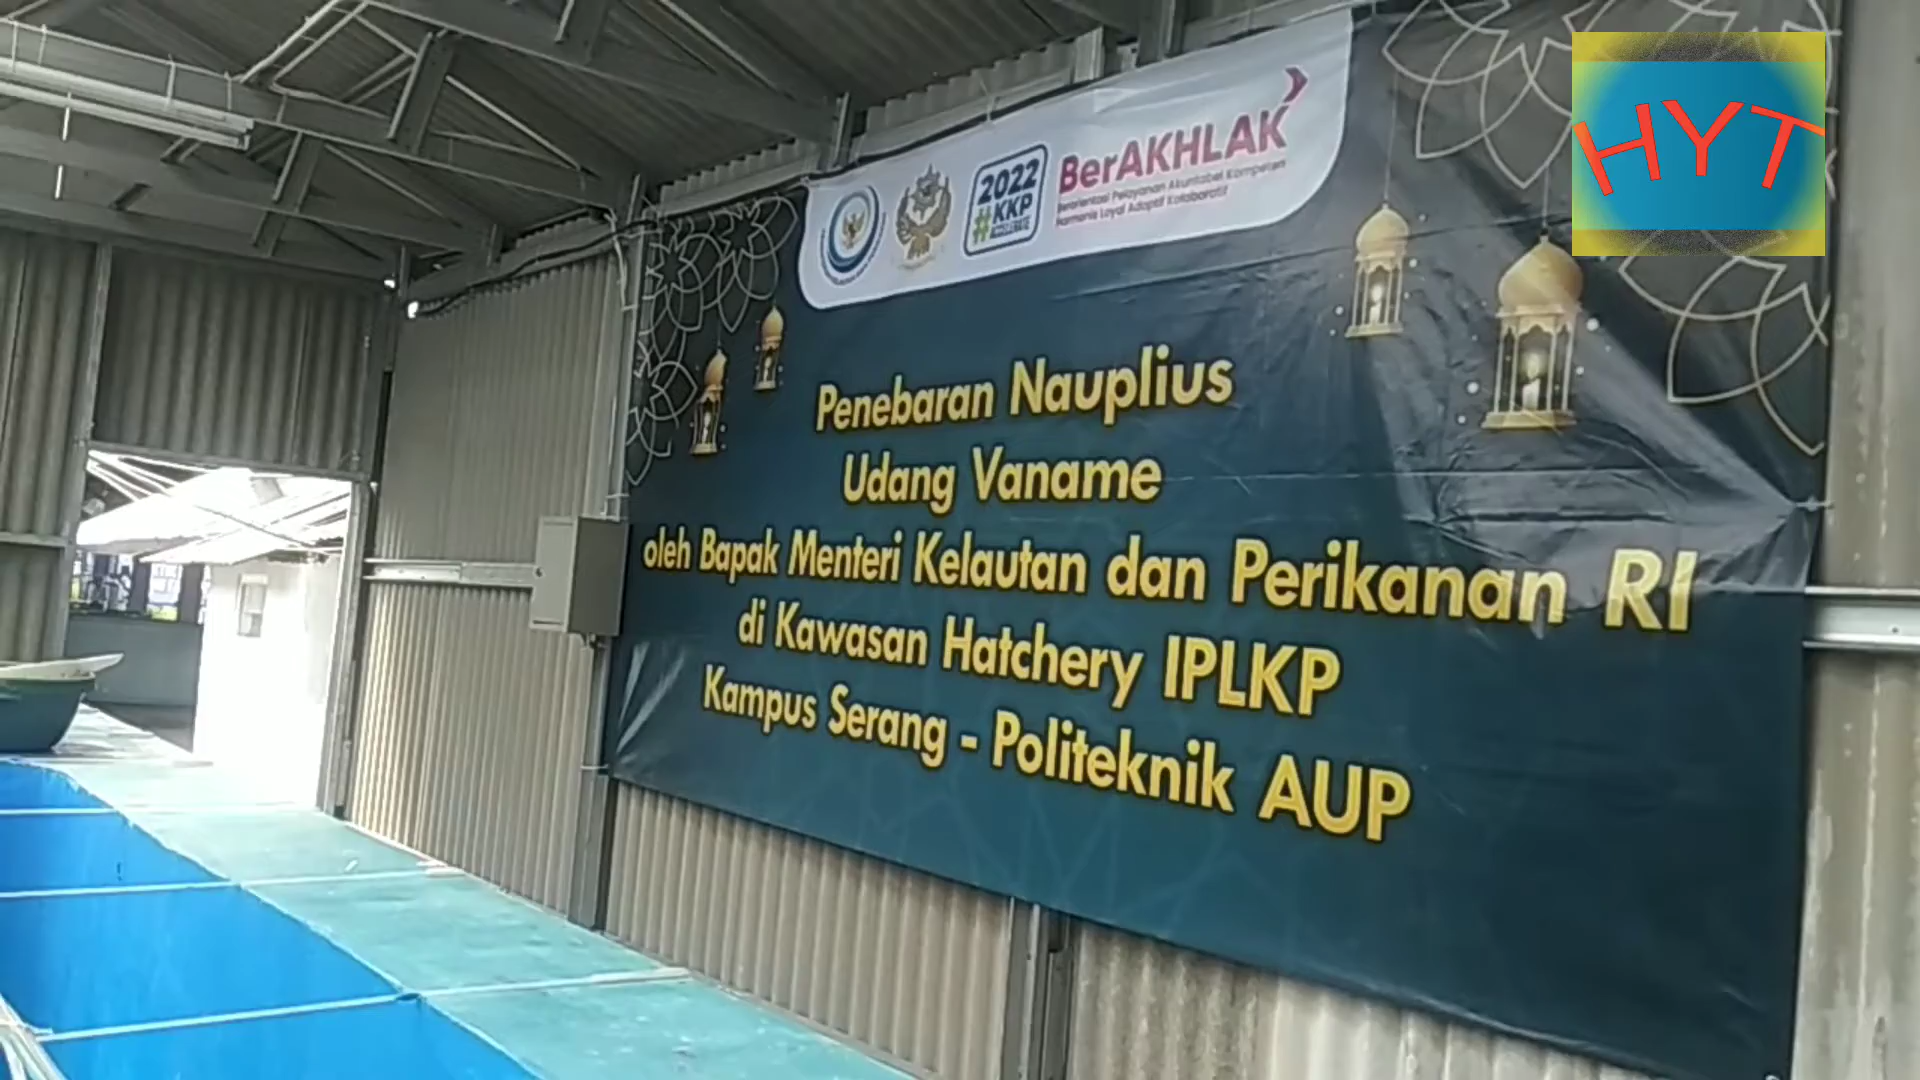 HYT
2022
#KKP
BerAKHLAK
Berorientasi Pelayanan Akuntabel Kompeten
Harmonis Loyal Adaptif Kolaboratif
Penebaran Nauplius
Udang Vaname
oleh Bapak Menteri Kelautan dan Perikanan RI
di Kawasan Hatchery IPLKP
Kampus Serang - Politeknik AUP